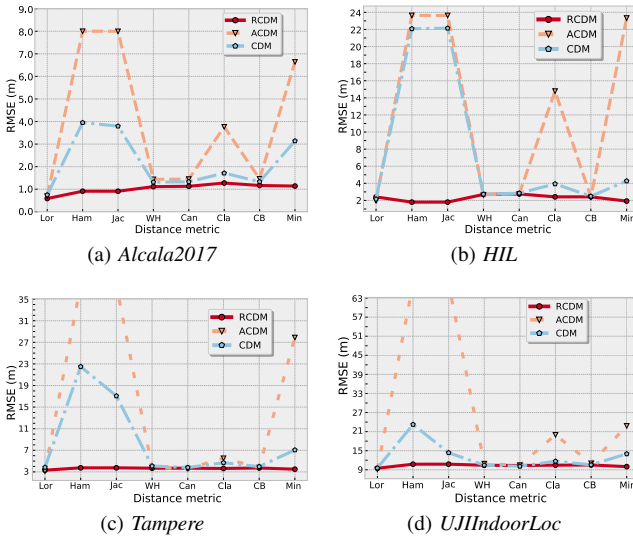 9.0
8.0
7.0
6.0
5.0
4.0
3.0
2.0
1.0
0.0
RMSE (m)
RCDM
ACDM
CDM
Lor Ham Jac WH Can Cla CB Min
Distance metric
(a) Alcala2017
24
22
20
18
16
14
12
10
8
6
4
2
RMSE (m)
RCDM
ACDM
CDM
Lor Ham Jac WH Can Cla CB Min
Distance metric
(b) HIL
35
31
27
23
19
15
11
7
3
RMSE (m)
RCDM
ACDM
CDM
Lor Ham Jac WH Can Cla CB Min
Distance metric
(c) Tampere
63
57
51
45
39
33
27
21
15
9
RMSE (m)
RCDM
ACDM
CDM
Lor Ham Jac WH Can Cla CB Min
Distance metric
(d) UJIIndoorLoc